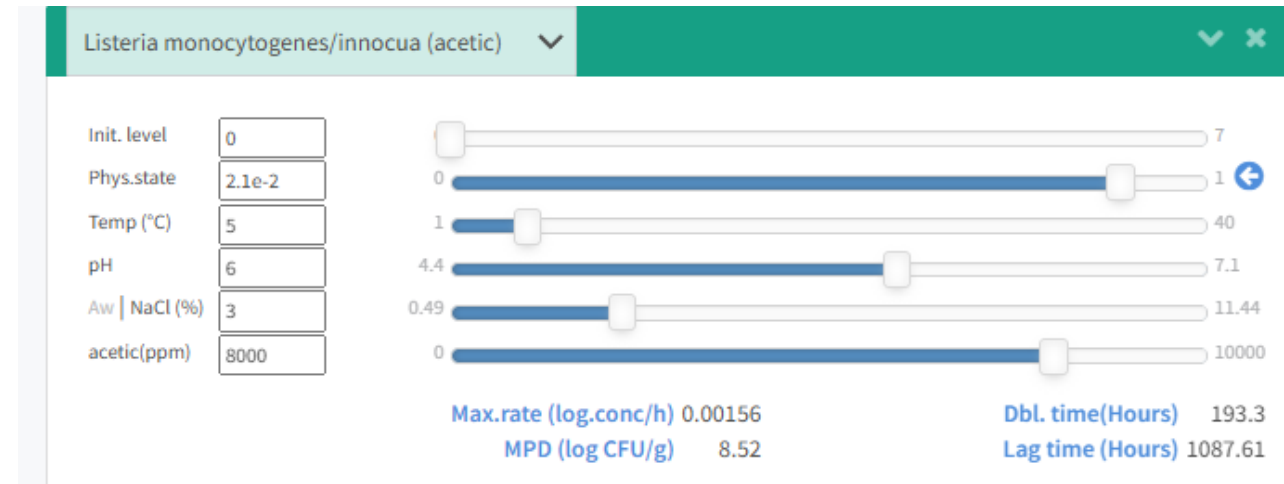 Listeria monocytogenes/innocua (acetic)
Init. level 0 7
Phys.state 2.1e-2 0 1
Temp (°C) 5 1 40
pH 6 4.4 7.1
Aw | NaCl (%) 3 0.49 11.44
acetic(ppm) 8000 0 10000
Max.rate (log.conc/h) 0.00156 Dbl. time(Hours) 193.3
MPD (log CFU/g) 8.52 Lag time (Hours) 1087.61